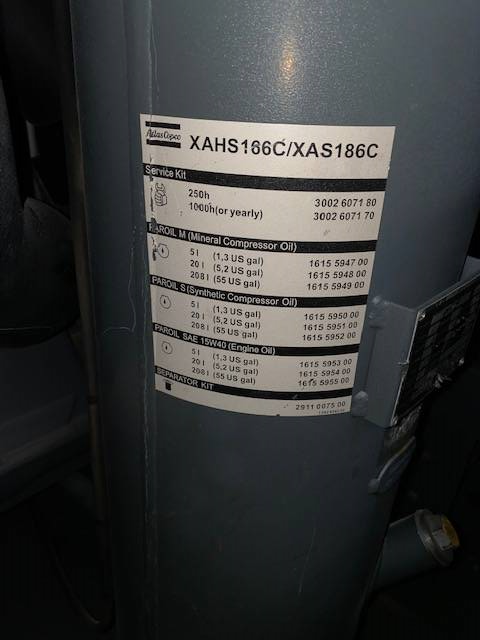 Atlas Copco
XAHS186C/XAS186C
Service Kit
250h 3002 6071 80
1000h(or yearly) 3002 6071 70
PAROIL M (Mineral Compressor Oil)
5 l (1,3 US gal) 1615 5947 00
20 l (5,2 US gal) 1615 5948 00
208 l (55 US gal) 1615 5949 00
PAROIL S (Synthetic Compressor Oil)
5 l (1,3 US gal) 1615 5950 00
20 l (5,2 US gal) 1615 5951 00
208 l (55 US gal) 1615 5952 00
PAROIL SAE 15W40 (Engine Oil)
5 l (1,3 US gal) 1615 5953 00
20 l (5,2 US gal) 1615 5954 00
208 l (55 US gal) 1615 5955 00
SEPARATOR KIT
2911 0075 00